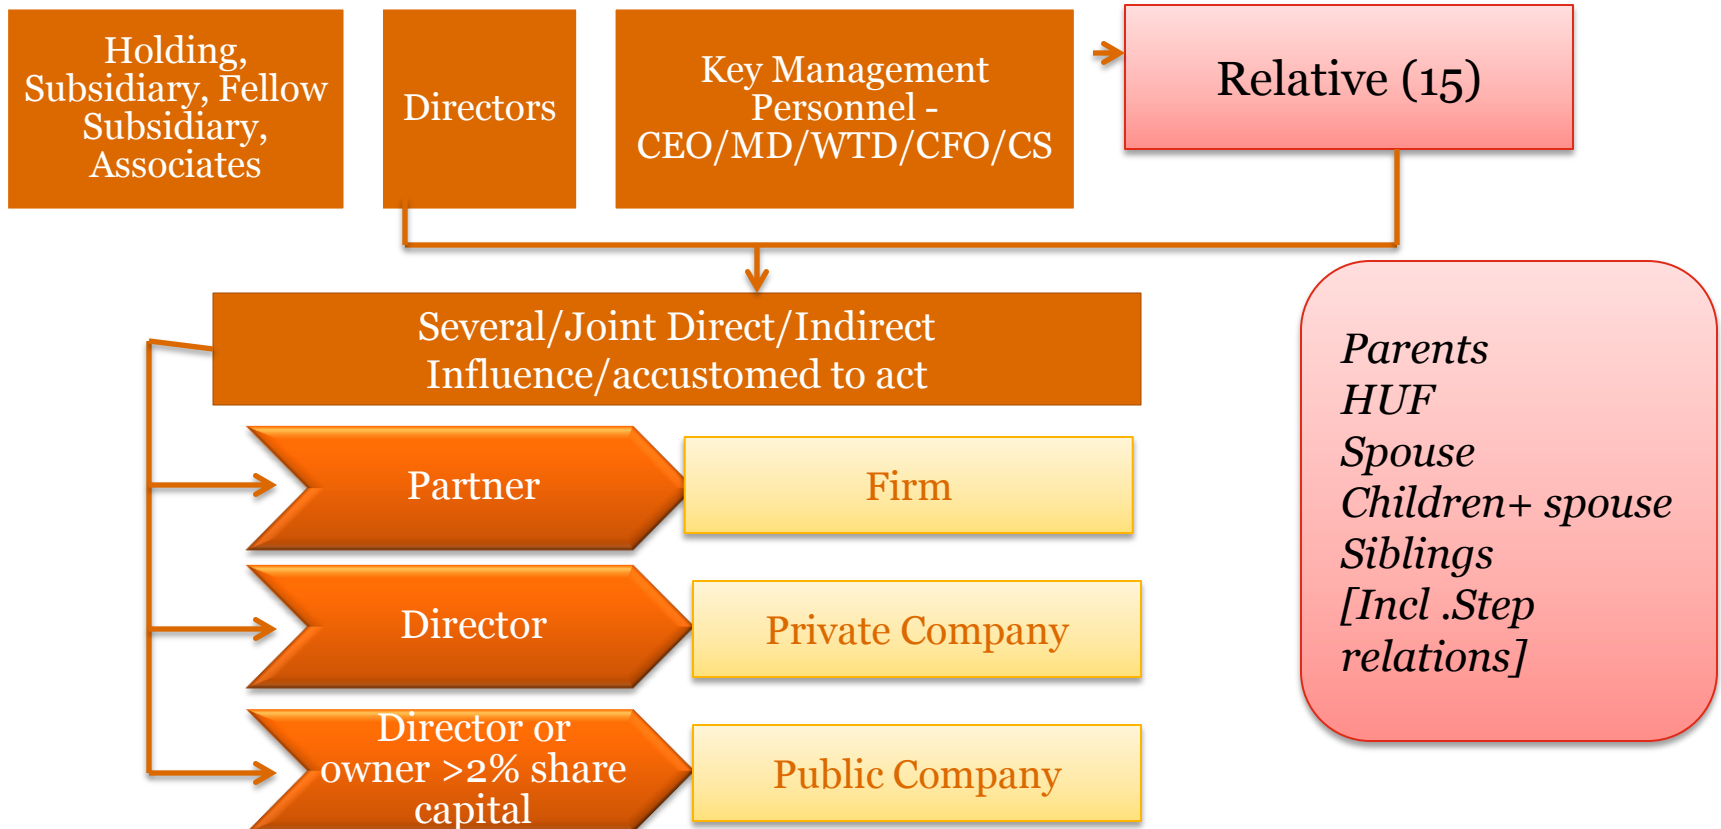 Holding,
Subsidiary, Fellow
Subsidiary,
Associates
Directors
Key Management
Personnel -
CEO/MD/WTD/CFO/CS
Relative (15)
Several/Joint Direct/Indirect
Influence/accustomed to act
Partner
Firm
Director
Private Company
Director or
owner >2% share
capital
Public Company
Parents
HUF
Spouse
Children+ spouse
Siblings
[Incl .Step
relations]